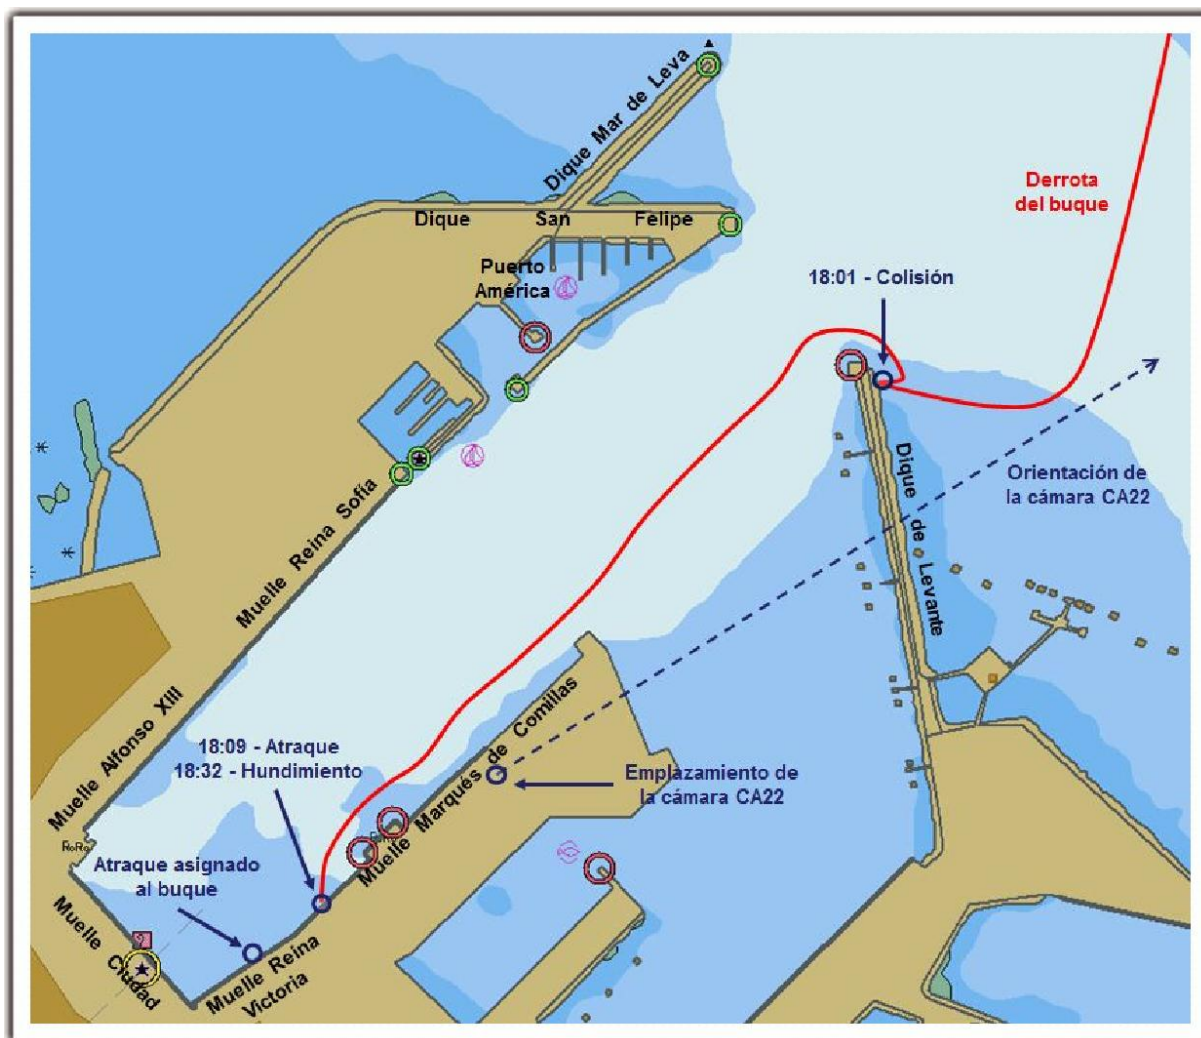 Dique Mar de Leva
Derrota
del buque
Dique San Felipe
Puerto
América
18:01 - Colisión
Muelle Reina Sofía
Dique de Levante
Orientación de
la cámara CA22
Muelle Alfonso XIII
18:09 - Atraque
18:32 - Hundimiento
Muelle Marqués de Comillas
Emplazamiento de
la cámara CA22
RoRo
Atraque asignado
al buque
Muelle Ciudad
Muelle Reina
Victoria